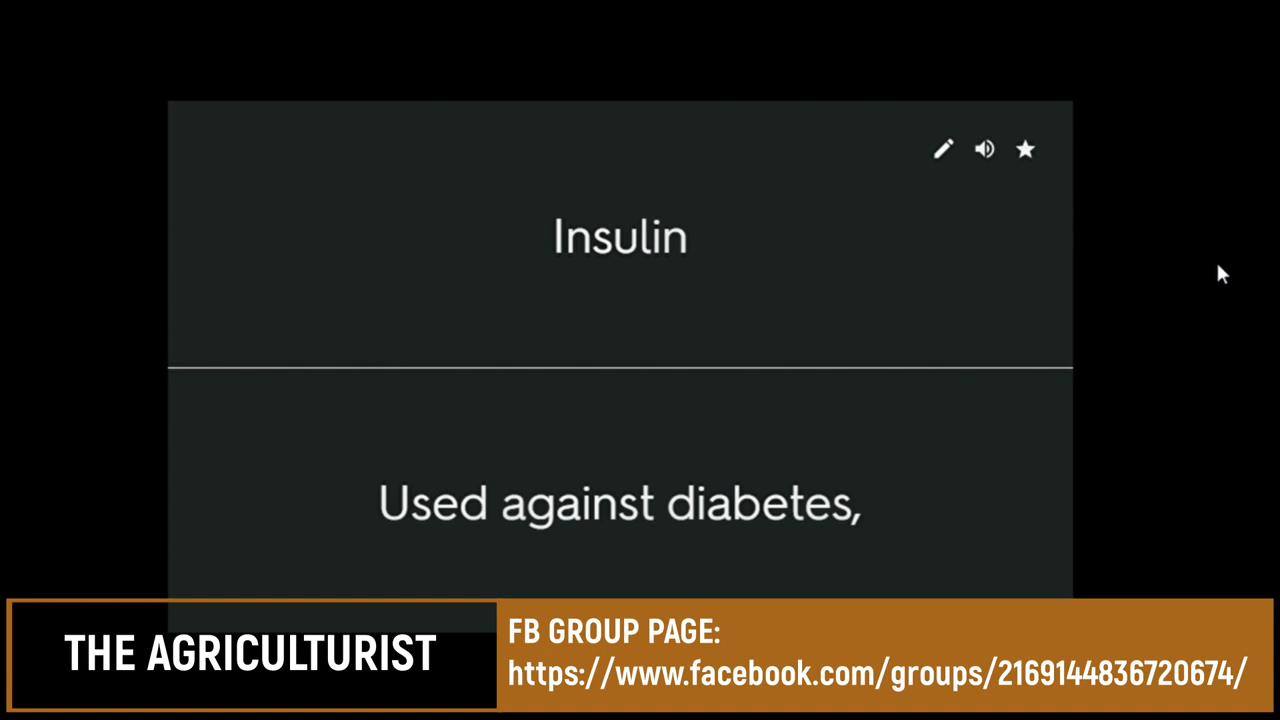 Insulin
Used against diabetes,
THE AGRICULTURIST
FB GROUP PAGE:
https://www.facebook.com/groups/2169144836720674/